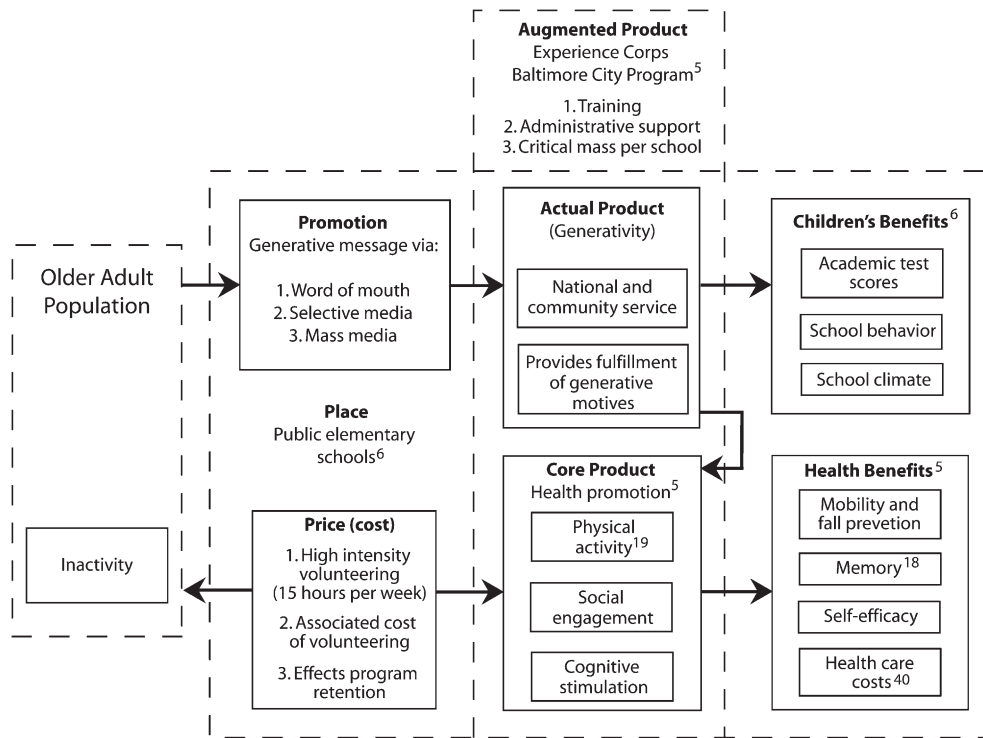 Augmented Product
Experience Corps
Baltimore City Program5
1. Training
2. Administrative support
3. Critical mass per school
Older Adult
Population
Inactivity
Promotion
Generative message via:
1. Word of mouth
2. Selective media
3. Mass media
Place
Public elementary
schools6
Price (cost)
1. High intensity
volunteering
(15 hours per week)
2. Associated cost
of volunteering
3. Effects program
retention
Actual Product
(Generativity)
National and
community service
Provides fulfillment
of generative
motives
Core Product
Health promotion5
Physical
activity19
Social
engagement
Cognitive
stimulation
Children's Benefits6
Academic test
scores
School behavior
School climate
Health Benefits5
Mobility and
fall prevetion
Memory18
Self-efficacy
Health care
costs40